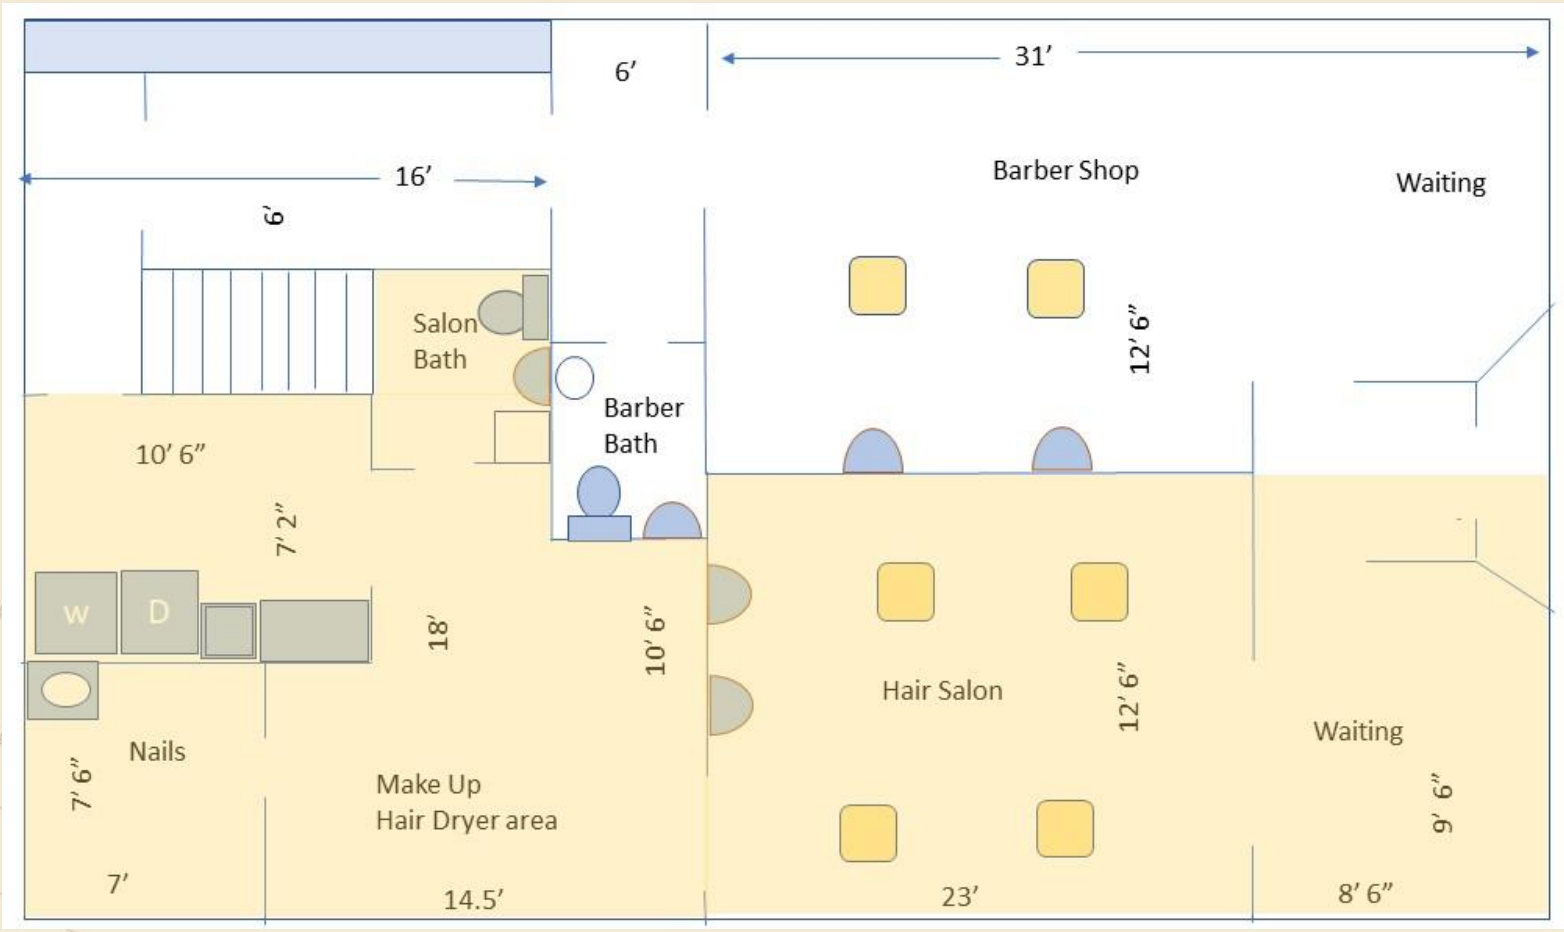 6’
31’
16’
Barber Shop
Waiting
6’
Salon
Bath
12’ 6”
Barber
Bath
10’ 6”
7’ 2”
W
D
18’
10’ 6”
Hair Salon
12’ 6”
Waiting
Nails
7’ 6”
Make Up
Hair Dryer area
9’ 6”
7’
14.5’
23’
8’ 6”